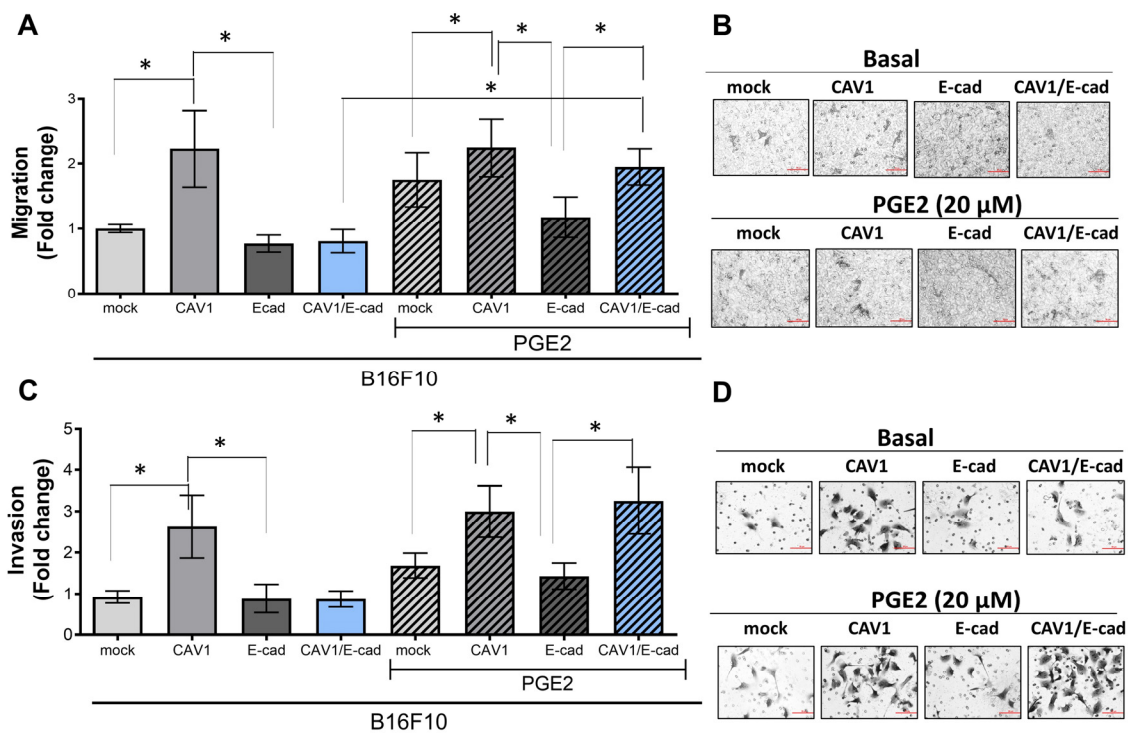 A
* * * * *
*
3
2
1
0
Migration
(Fold change)
mock CAV1 Ecad CAV1/E-cad mock CAV1 E-cad CAV1/E-cad
PGE2
B16F10
B
Basal
mock CAV1 E-cad CAV1/E-cad
PGE2 (20 µM)
mock CAV1 E-cad CAV1/E-cad
C
* * * * *
5
4
3
2
1
0
Invasion
(Fold change)
mock CAV1 E-cad CAV1/E-cad mock CAV1 E-cad CAV1/E-cad
PGE2
B16F10
D
Basal
mock CAV1 E-cad CAV1/E-cad
PGE2 (20 µM)
mock CAV1 E-cad CAV1/E-cad